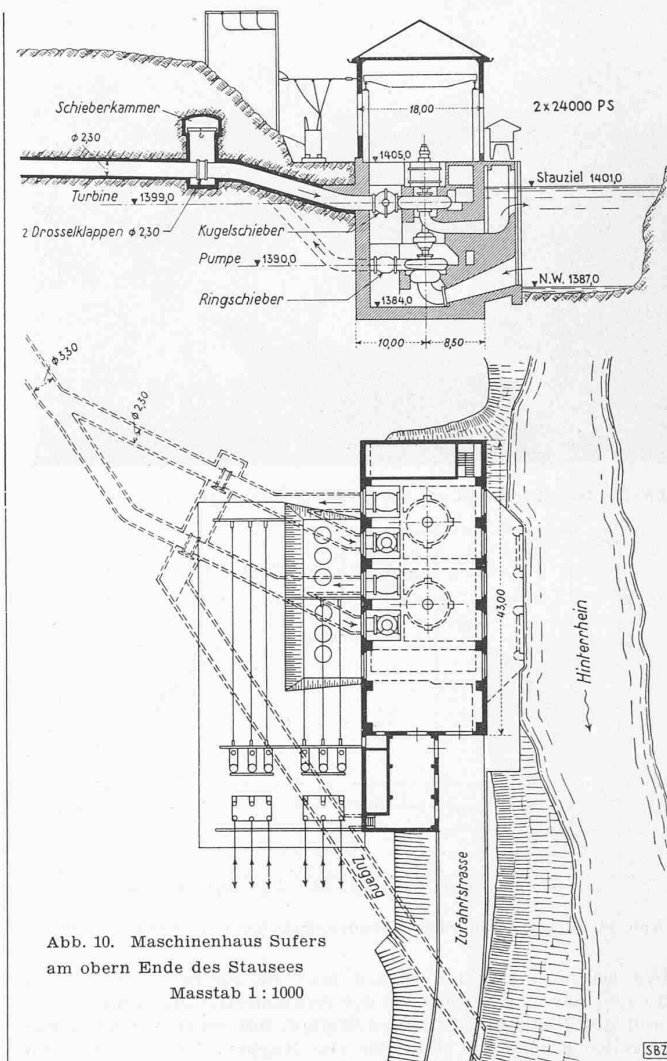 Schieberkammer
ϕ 2,30
18,00
2 x 24000 PS
1405,0
Stauziel 1401,0
Turbine 1399,0
2 Drosselklappen ϕ 2,30
Kugelschieber
Pumpe 1390,0
N.W. 1387,0
Ringschieber
1384,0
10,00
8,50
ϕ 3,30
ϕ 2,30
43,00
Hinterrhein
Zugang
Zufahrtstrasse
Abb. 10. Maschinenhaus Sufers
am obern Ende des Stausees
Masstab 1 : 1000
SBZ